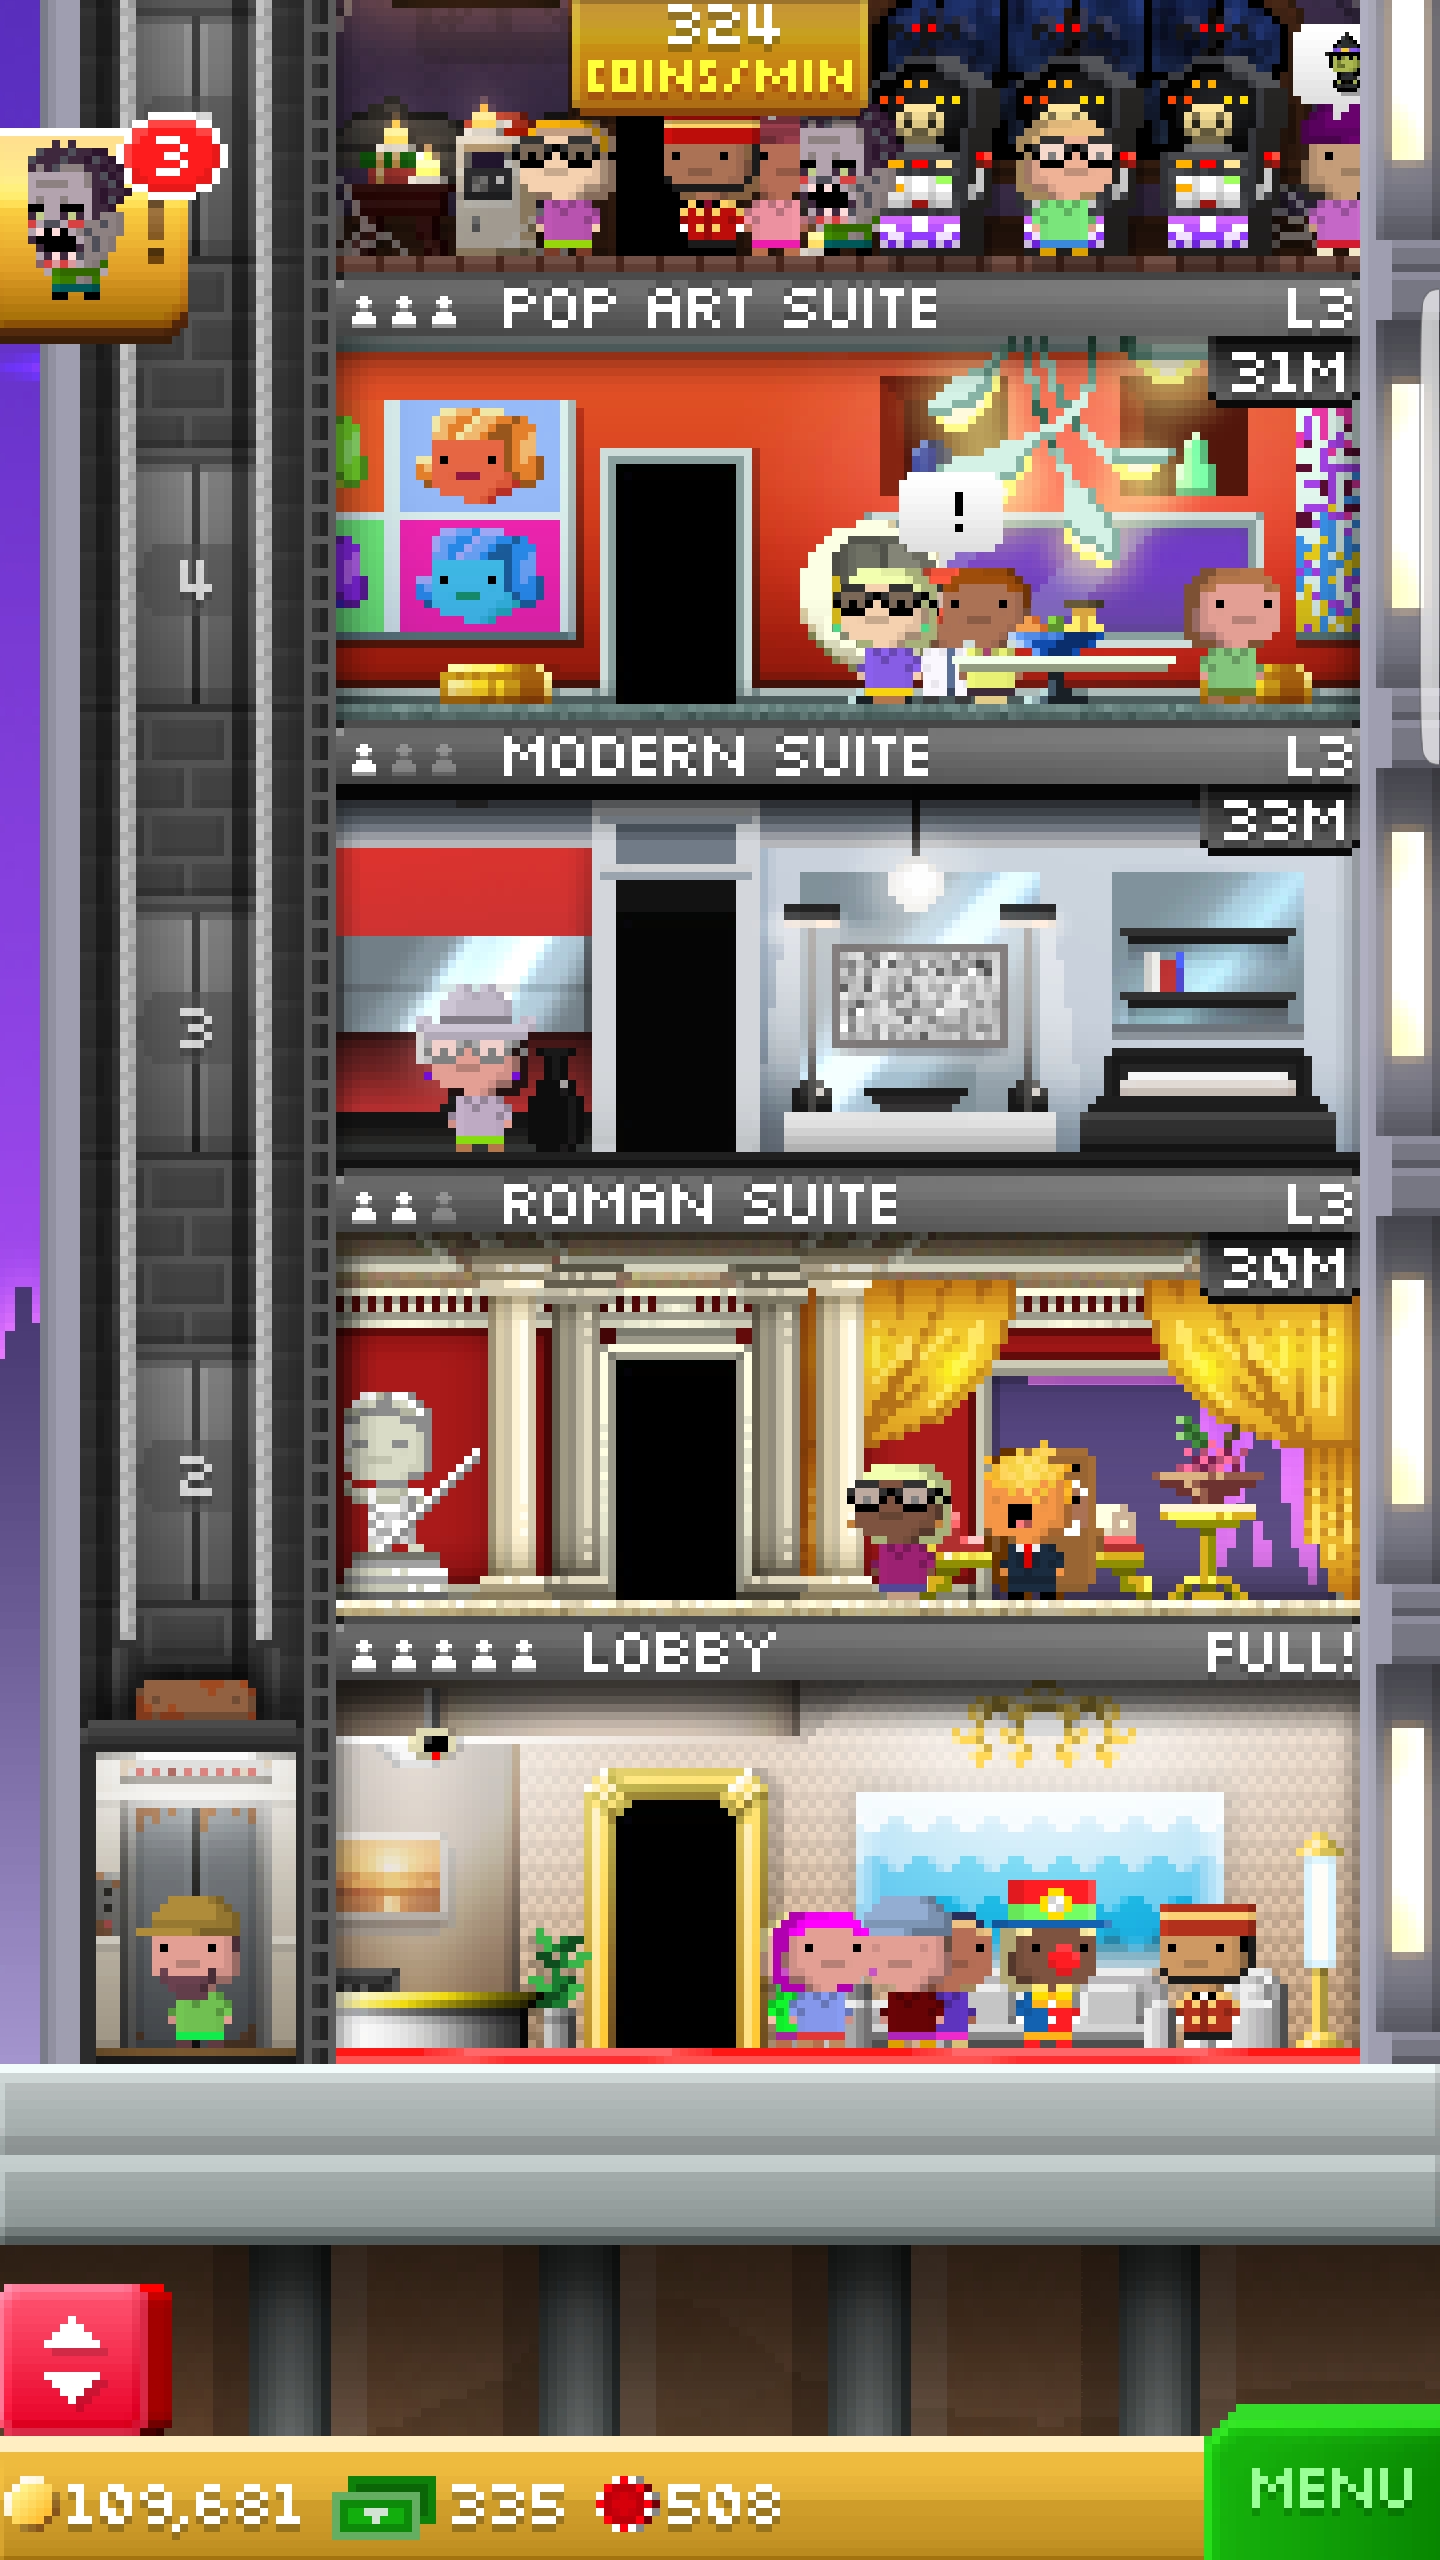 324
COINS/MIN
3
!
POP ART SUITE L3
31M
!
4
MODERN SUITE L3
33M
3
ROMAN SUITE L3
30M
2
LOBBY FULL!
109,681 335 508
MENU